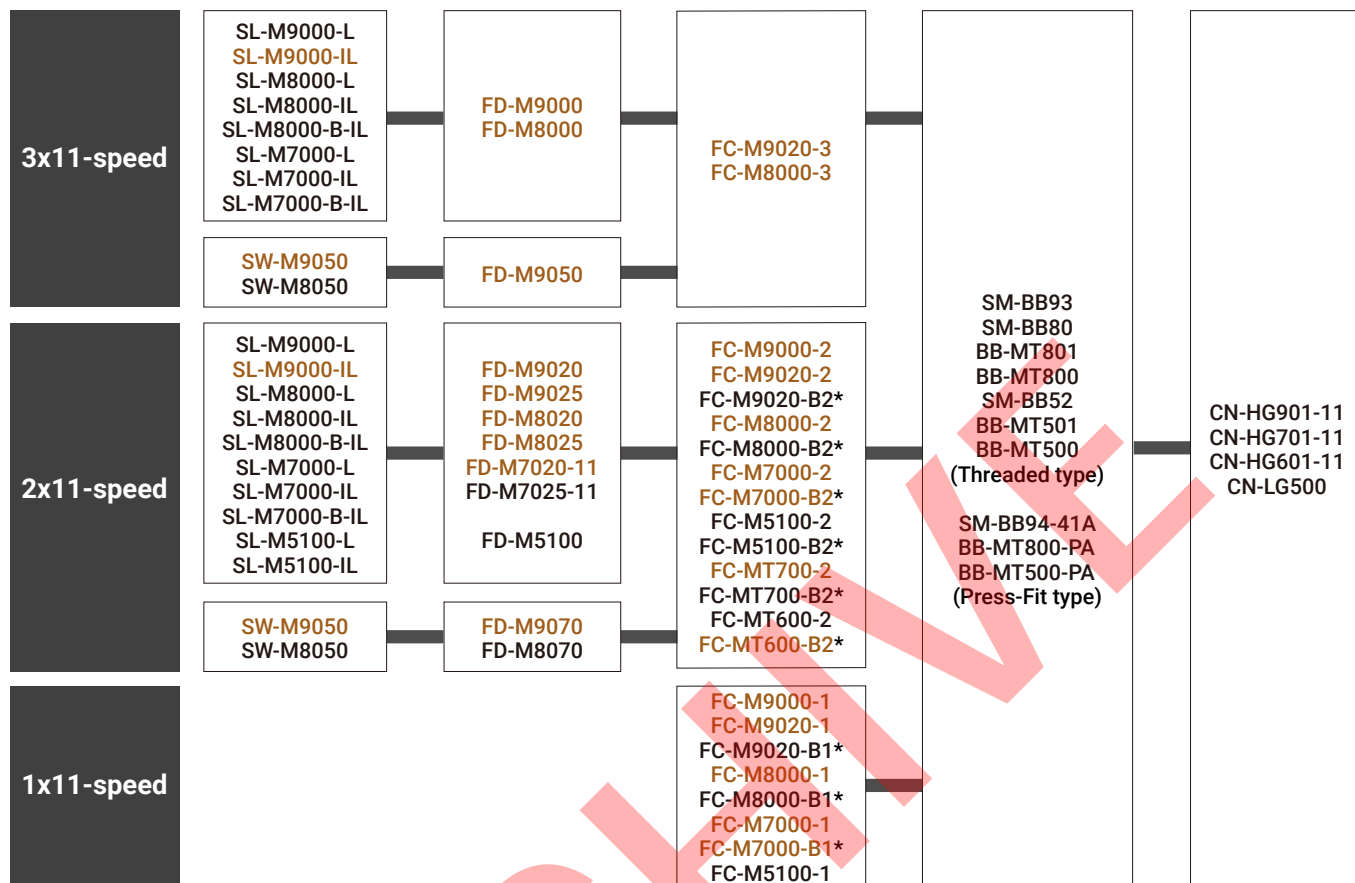 3x11-speed
SL-M9000-L
SL-M9000-IL
SL-M8000-L
SL-M8000-IL
SL-M8000-B-IL
SL-M7000-L
SL-M7000-IL
SL-M7000-B-IL
FD-M9000
FD-M8000
FC-M9020-3
FC-M8000-3
SW-M9050
SW-M8050
FD-M9050
2x11-speed
SL-M9000-L
SL-M9000-IL
SL-M8000-L
SL-M8000-IL
SL-M8000-B-IL
SL-M7000-L
SL-M7000-IL
SL-M7000-B-IL
SL-M5100-L
SL-M5100-IL
FD-M9020
FD-M9025
FD-M8020
FD-M8025
FD-M7020-11
FD-M7025-11
FD-M5100
FC-M9000-2
FC-M9020-2
FC-M9020-B2*
FC-M8000-2
FC-M8000-B2*
FC-M7000-2
FC-M7000-B2*
FC-M5100-2
FC-M5100-B2*
FC-MT700-2
FC-MT700-B2*
FC-MT600-2
FC-MT600-B2*
SW-M9050
SW-M8050
FD-M9070
FD-M8070
1x11-speed
FC-M9000-1
FC-M9020-1
FC-M9020-B1*
FC-M8000-1
FC-M8000-B1*
FC-M7000-1
FC-M7000-B1*
FC-M5100-1
SM-BB93
SM-BB80
BB-MT801
BB-MT800
SM-BB52
BB-MT501
BB-MT500
(Threaded type)
SM-BB94-41A
BB-MT800-PA
BB-MT500-PA
(Press-Fit type)
CN-HG901-11
CN-HG701-11
CN-HG601-11
CN-LG500